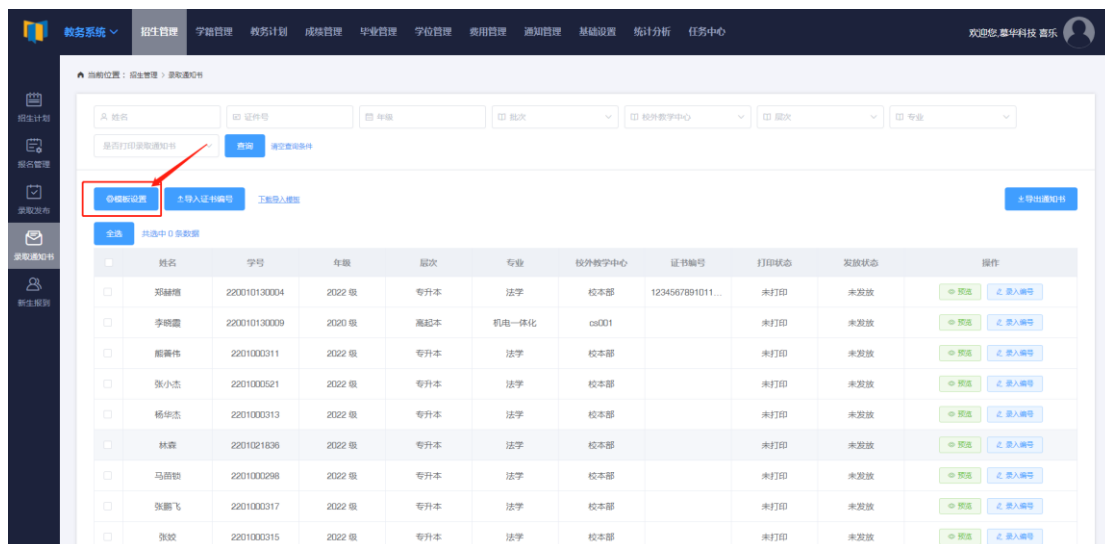 教务系统 招生管理 学籍管理 教务计划 成绩管理 毕业管理 学位管理 费用管理 通知管理 基础设置 统计分析 任务中心 欢迎您,慕华科技 喜乐
当前位置： 招生管理 > 录取通知书
招生计划
报名管理
录取发布
录取通知书
新生报到
姓名 证件号 年级 批次 校外教学中心 层次 专业
是否打印录取通知书 查询 清空查询条件
模板设置 导入证书编号 下载导入模板 导出通知书
全选 共选中 0 条数据
姓名 学号 年级 层次 专业 校外教学中心 证书编号 打印状态 发放状态 操作
郑赫熠 220010130004 2022 级 专升本 法学 校本部 1234567891011... 未打印 未发放 预览 录入编号
李晓霞 220010130009 2020 级 高起本 机电一体化 cs001 未打印 未发放 预览 录入编号
熊善伟 2201000311 2022 级 专升本 法学 校本部 未打印 未发放 预览 录入编号
张小杰 2201000521 2022 级 专升本 法学 校本部 未打印 未发放 预览 录入编号
杨华杰 2201000313 2022 级 专升本 法学 校本部 未打印 未发放 预览 录入编号
林森 2201021836 2022 级 专升本 法学 校本部 未打印 未发放 预览 录入编号
马苗锁 2201000298 2022 级 专升本 法学 校本部 未打印 未发放 预览 录入编号
张鹏飞 2201000317 2022 级 专升本 法学 校本部 未打印 未发放 预览 录入编号
张姣 2201000315 2022 级 专升本 法学 校本部 未打印 未发放 预览 录入编号